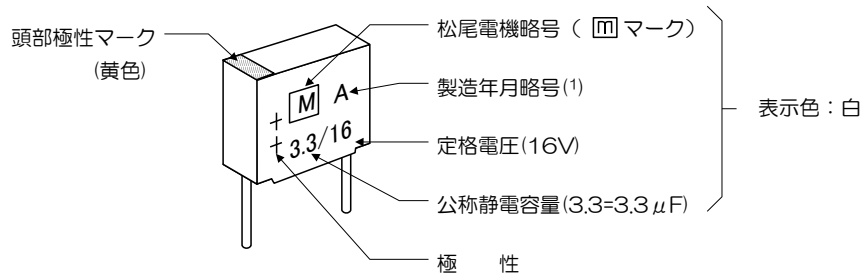 頭部極性マーク
(黄色)
松尾電機略号 ( m マーク)
製造年月略号(1)
定格電圧(16V)
公称静電容量(3.3=3.3μF)
極 性
表示色:白
M A
+
+ 3.3/16